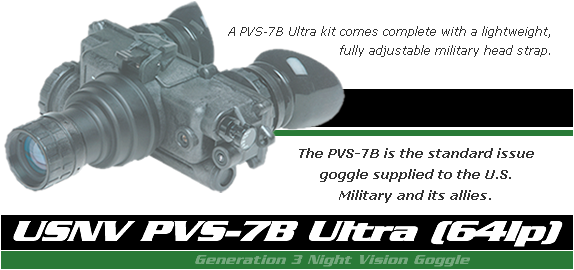 A PVS-7B Ultra kit comes complete with a lightweight,
fully adjustable military head strap.
The PVS-7B is the standard issue
goggle supplied to the U.S.
Military and its allies.
USNV PVS-7B Ultra (64lp)
Generation 3 Night Vision Goggle